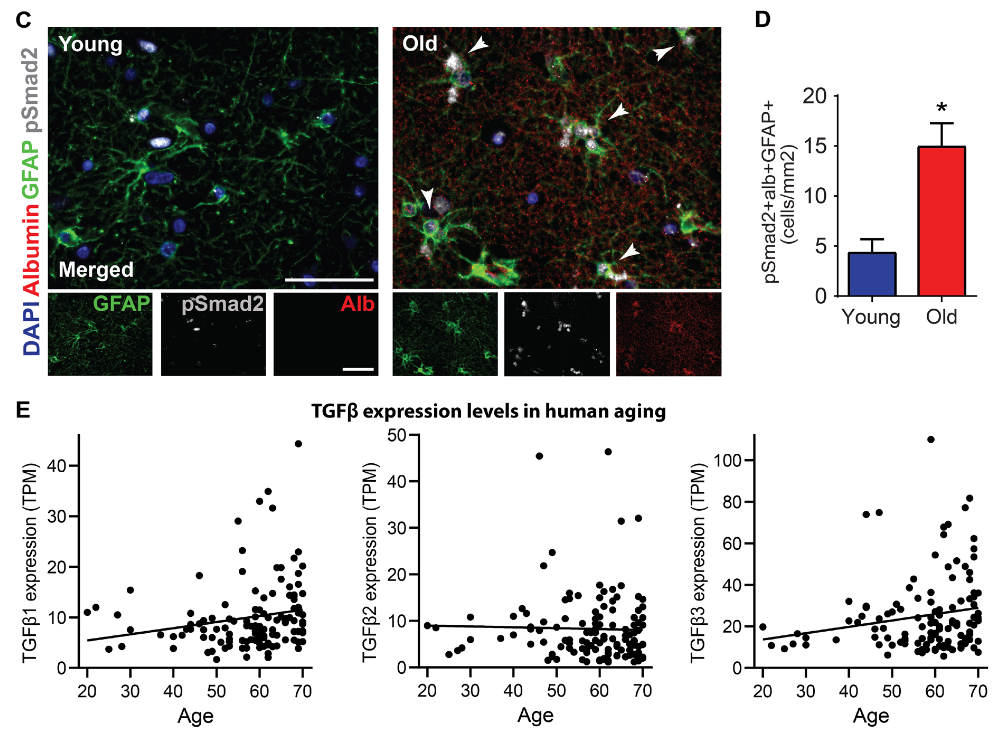 C
DAPI Albumin GFAP pSmad2
Young
Merged
Old
GFAP
pSmad2
Alb
D
pSmad2+alb+GFAP+
(cells/mm2)
20
15
10
5
0
*
Young
Old
E
TGFβ expression levels in human aging
TGFβ1 expression (TPM)
40
30
20
10
0
20 30 40 50 60 70
Age
TGFβ2 expression (TPM)
50
40
30
20
10
0
20 30 40 50 60 70
Age
TGFβ3 expression (TPM)
100
80
60
40
20
0
20 30 40 50 60 70
Age